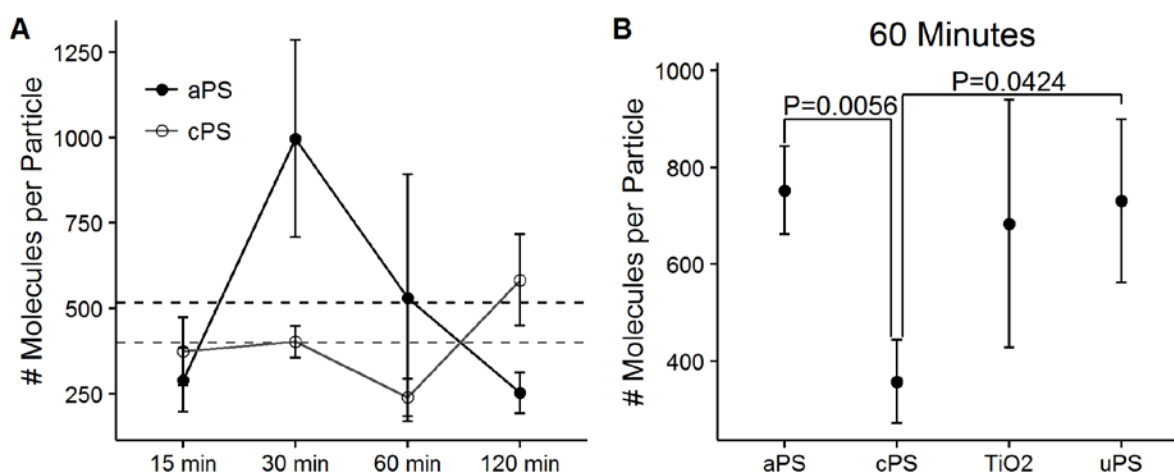 A
# Molecules per Particle
1250
1000
750
500
250
aPS
cPS
15 min
30 min
60 min
120 min
B
60 Minutes
# Molecules per Particle
1000
800
600
400
P=0.0056
P=0.0424
aPS
cPS
TiO2
uPS